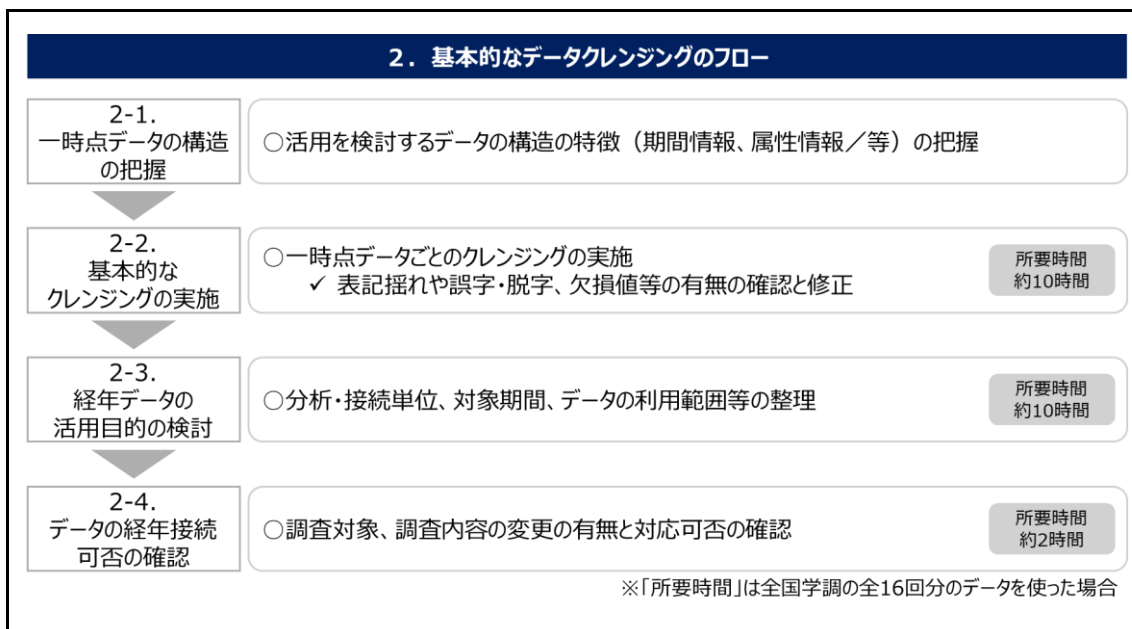 2．基本的なデータクレンジングのフロー
2-1.
一時点データの構造
の把握
○活用を検討するデータの構造の特徴（期間情報、属性情報／等）の把握
2-2.
基本的な
クレンジングの実施
○一時点データごとのクレンジングの実施
✓ 表記揺れや誤字・脱字、欠損値等の有無の確認と修正
所要時間
約10時間
2-3.
経年データの
活用目的の検討
○分析・接続単位、対象期間、データの利用範囲等の整理
所要時間
約10時間
2-4.
データの経年接続
可否の確認
○調査対象、調査内容の変更の有無と対応可否の確認
所要時間
約2時間
※「所要時間」は全国学調の全16回分のデータを使った場合